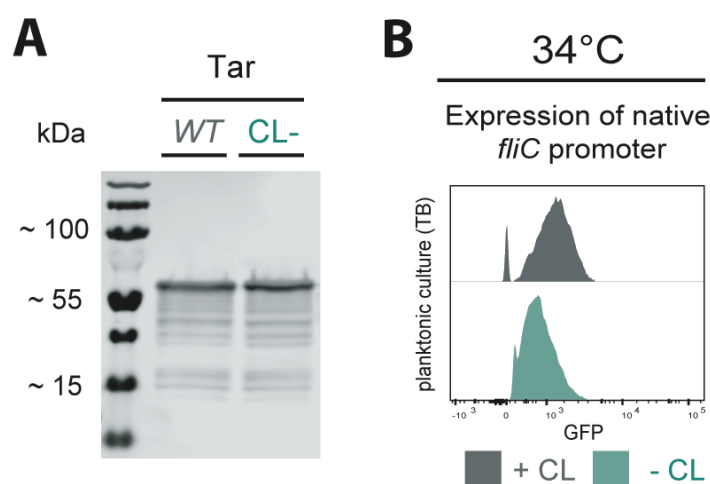 A
Tar
kDa
WT CL-
~ 100
~ 55
~ 15
B
34°C
Expression of native
fliC promoter
planktonic culture (TB)
-10 3 0 10 3 10 4 10 5
GFP
+ CL - CL